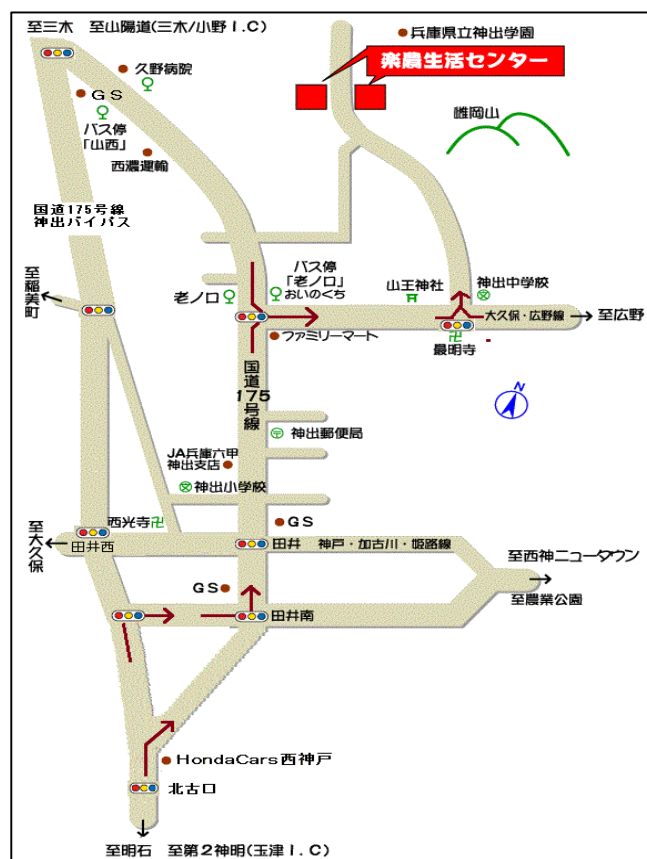 至三木 至山陽道(三木/小野I.C)
兵庫県立神出学園
楽農生活センター
久野病院
GS
バス停
「山西」
西濃運輸
雌岡山
国道175号線
神出バイパス
至稲美町
バス停
「老ノロ」
おいのくち
老ノロ
山王神社
神出中学校
大久保・広野線
至広野
ファミリーマート
最明寺
国道175号線
N
神出郵便局
JA兵庫六甲
神出支店
神出小学校
西光寺
GS
至大久保
田井西
田井 神戸・加古川・姫路線
至西神ニュータウン
至農業公園
GS
田井南
HondaCars西神戸
北古口
至明石 至第2神明(玉津I.C)